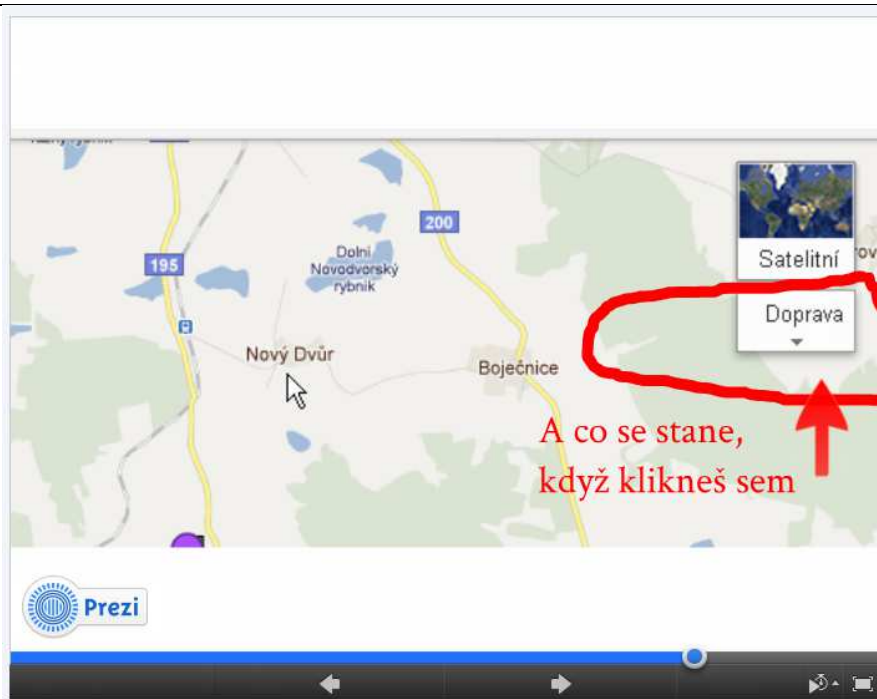 Satelitní
Doprava
200
195
Dolní
Novodvorský
rybník
Nový Dvůr
Boječnice
A co se stane,
když klikneš sem
Prezi